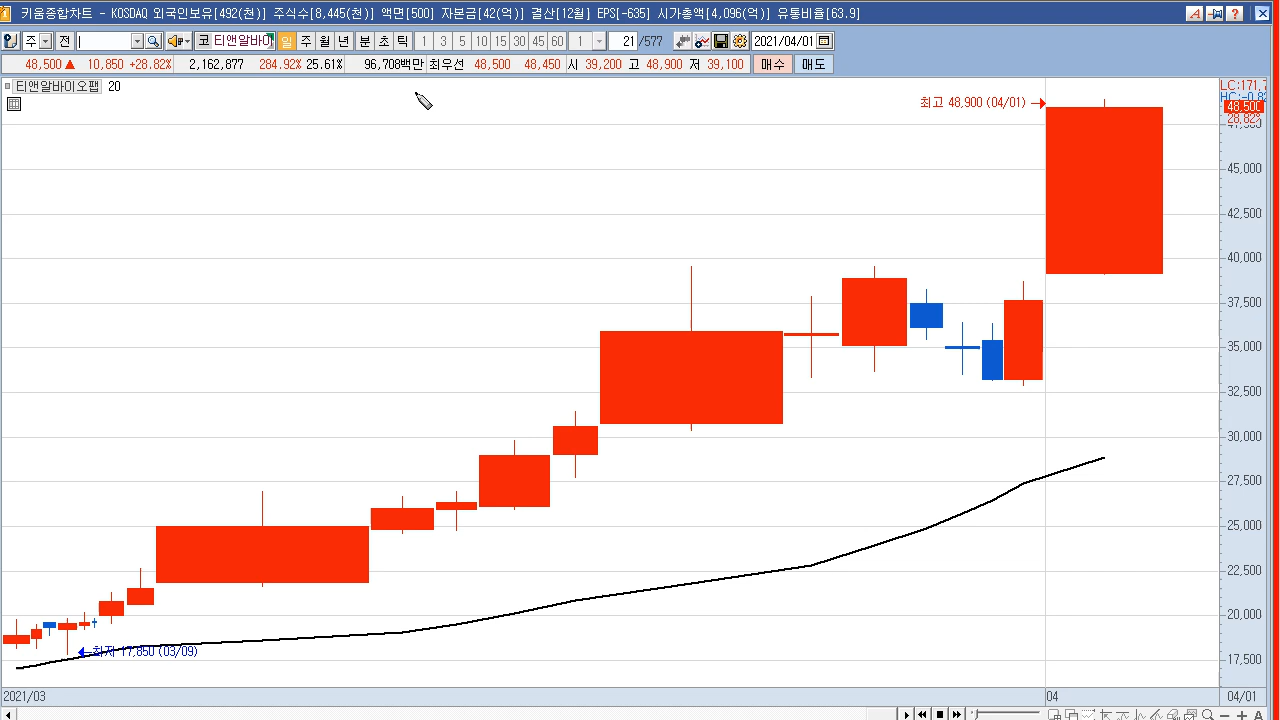 키움종합차트 - KOSDAQ 외국인보유[492(천)] 주식수[8,445(천)] 액면[500] 자본금[42(억)] 결산[12월] EPS[-635] 시가총액[4,096(억)] 유통비율[63.9]
주 전 코 티앤알바이 일 주 월 년 분 초 틱 1 3 5 10 15 30 45 60 1 21 /577 2021/04/01
48,500 ▲ 10,850 +28.82% 2,162,877 284.92% 25.61% 96,708백만 최우선 48,500 48,450 시 39,200 고 48,900 저 39,100 매수 매도
티앤알바이오팹 20
최고 48,900 (04/01)
48,500
28.82%
47,500
45,000
42,500
40,000
37,500
35,000
32,500
30,000
27,500
25,000
22,500
20,000
17,500
최저 17,850 (03/09)
2021/03 04 04/01